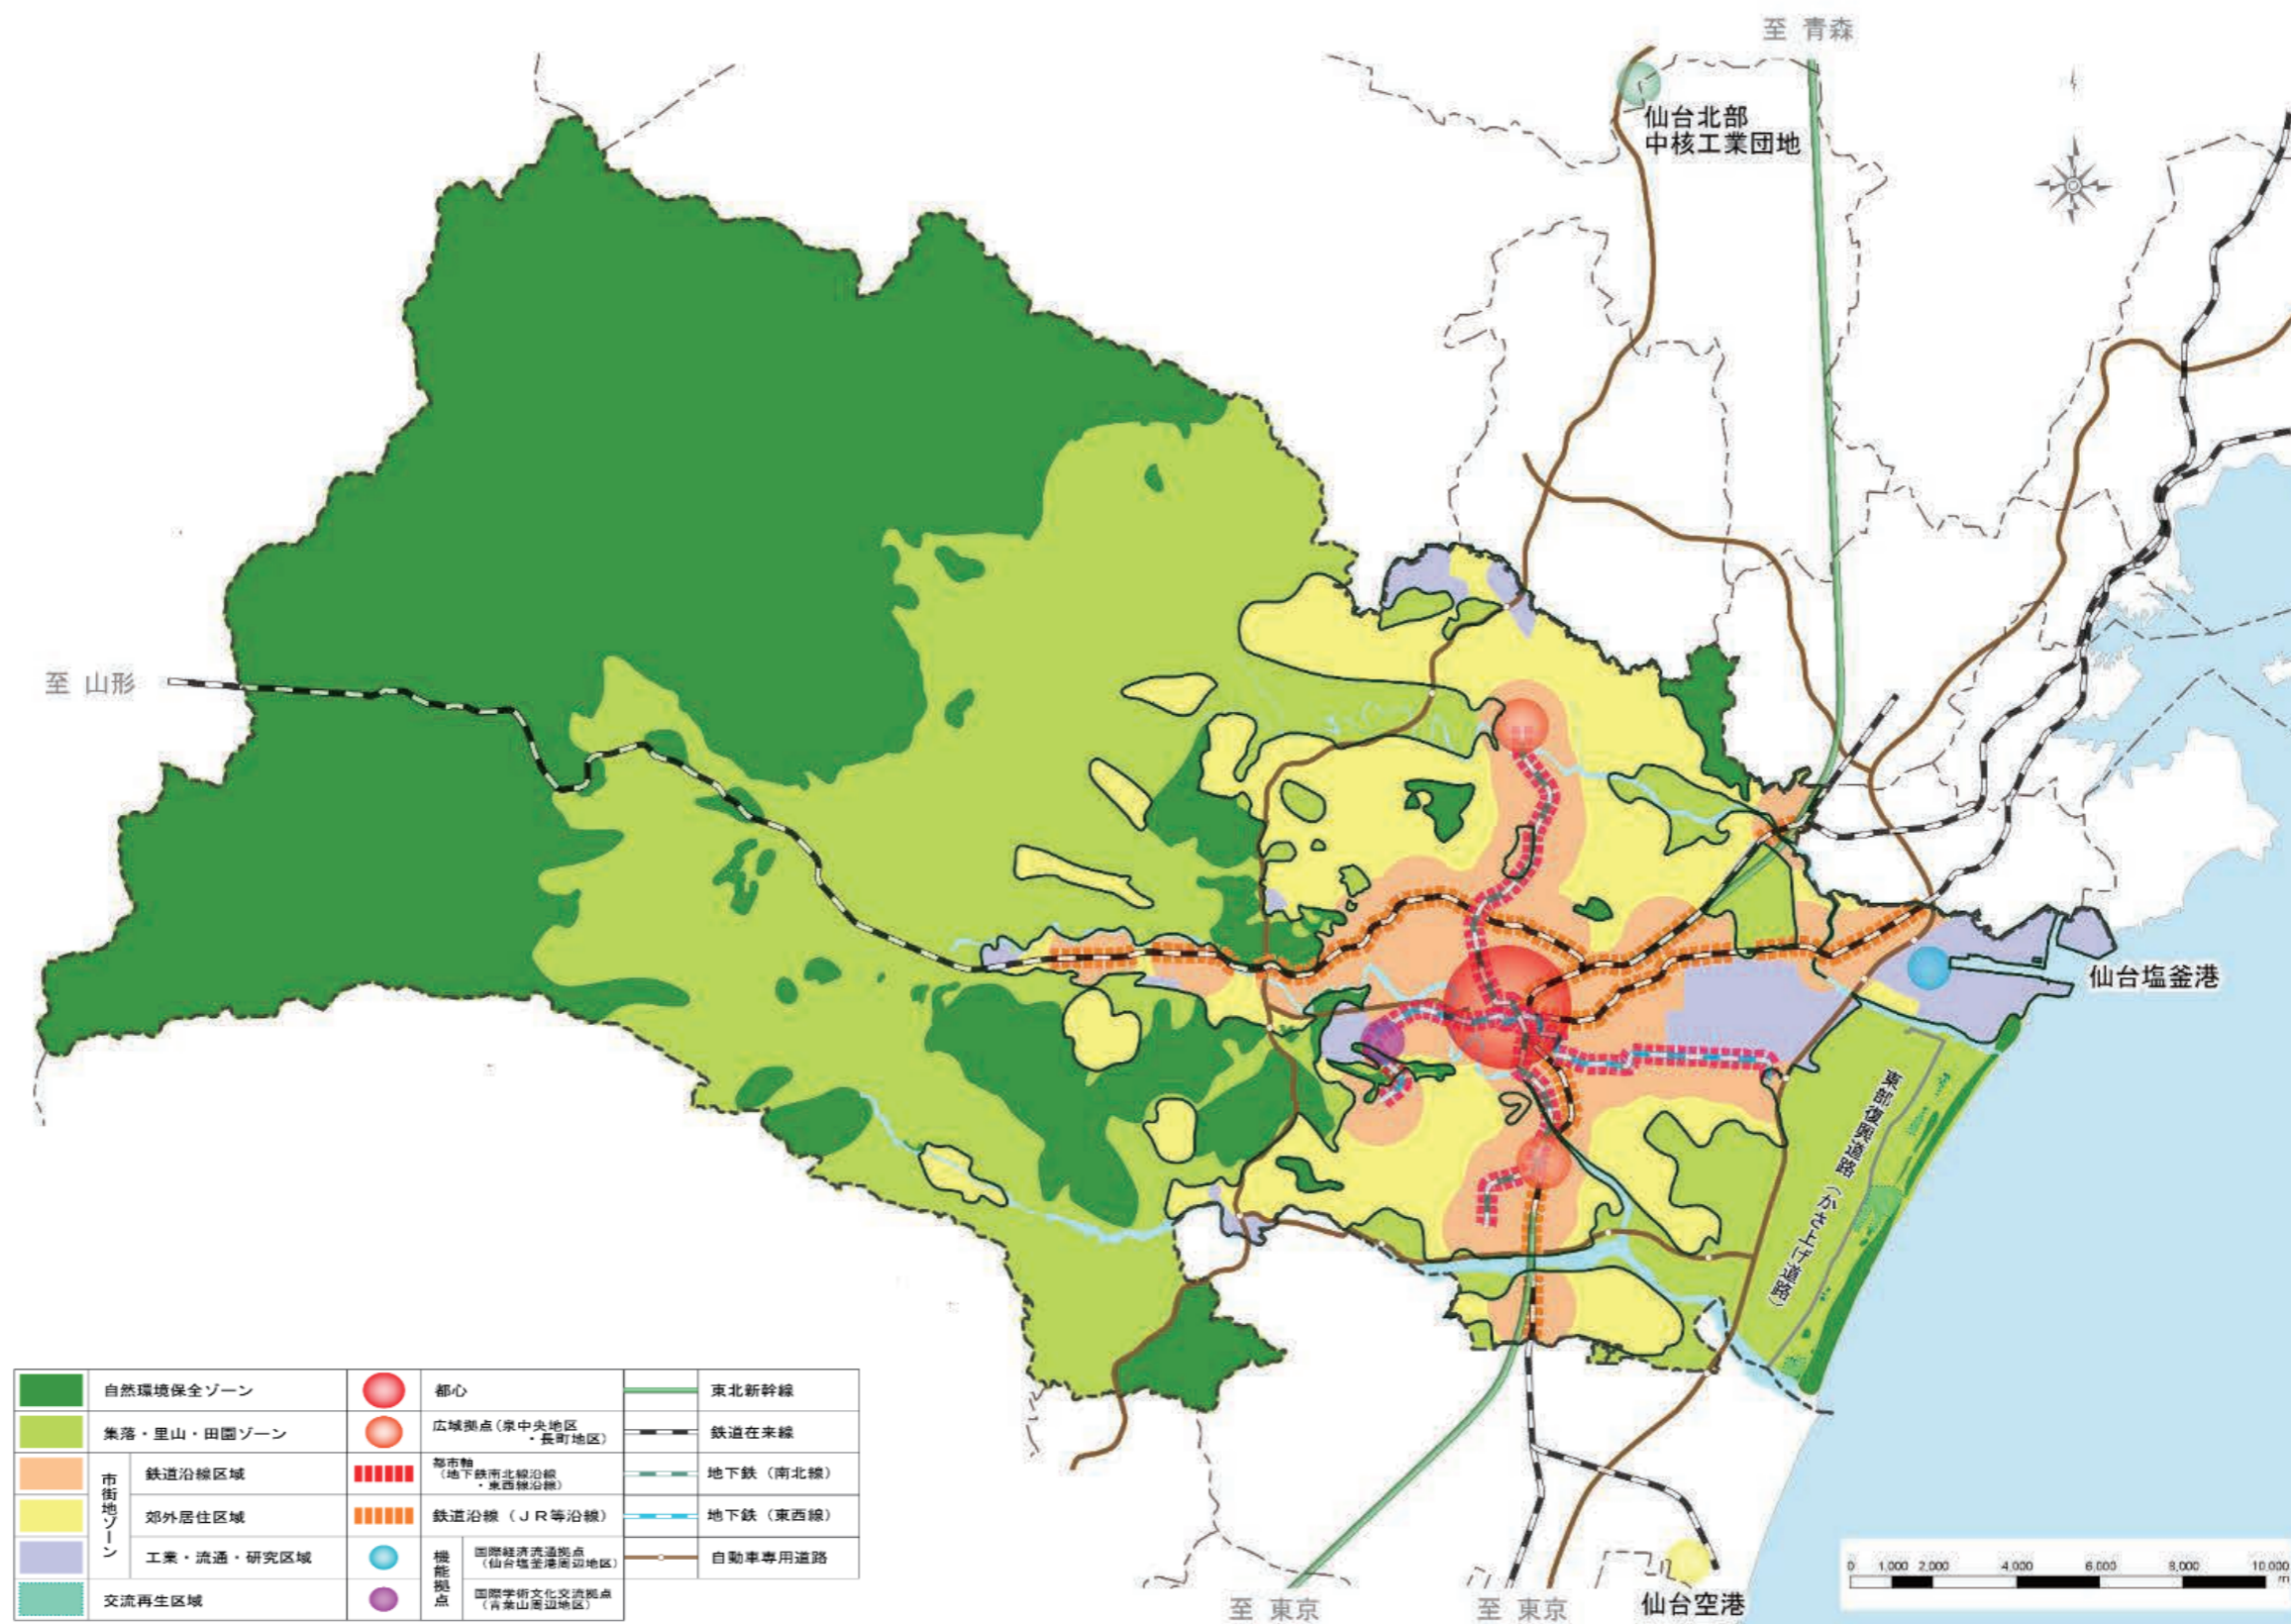 至 青森
仙台北部
中核工業団地
至 山形
仙台塩釜港
東部復興道路（かさ上げ道路）
自然環境保全ゾーン
集落・里山・田園ゾーン
市街地ゾーン
鉄道沿線区域
郊外居住区域
工業・流通・研究区域
交流再生区域
都心
広域拠点（泉中央地区
・長町地区）
都市軸
（地下鉄南北線沿線
・東西線沿線）
鉄道沿線（ＪＲ等沿線）
機能拠点
国際経済流通拠点
（仙台塩釜港周辺地区）
国際学術文化交流拠点
（青葉山周辺地区）
東北新幹線
鉄道在来線
地下鉄（南北線）
地下鉄（東西線）
自動車専用道路
至 東京
至 東京
仙台空港
0 1,000 2,000 4,000 6,000 8,000 10,000
m